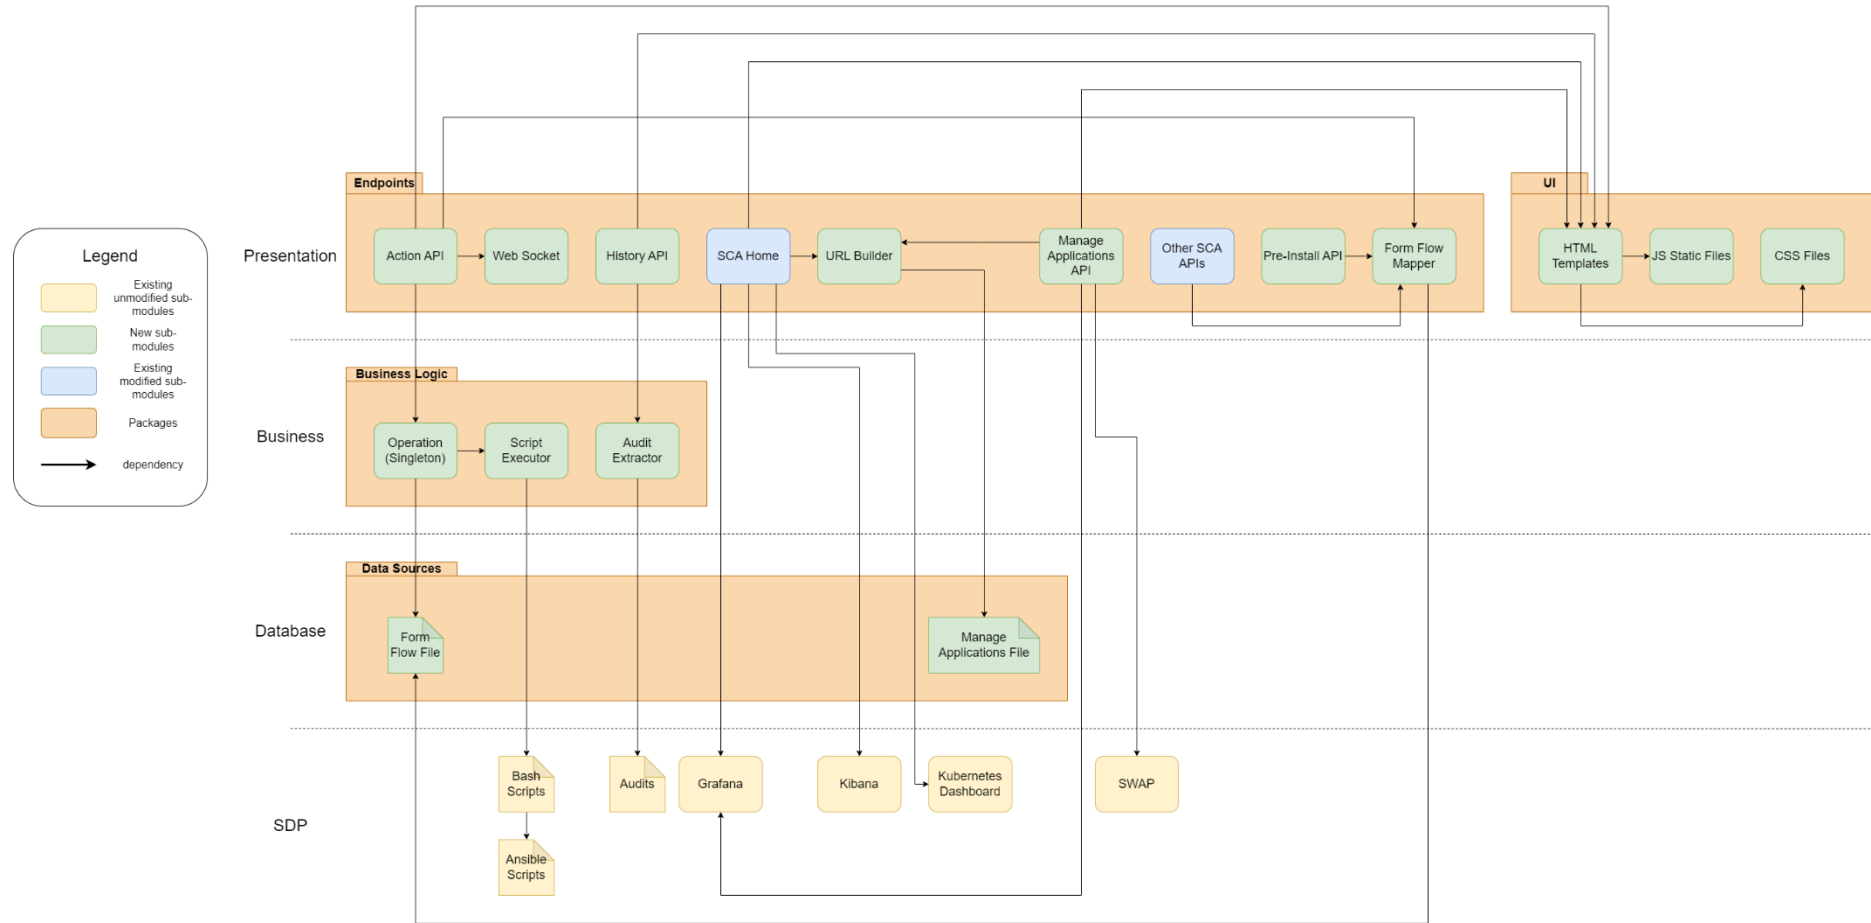 Endpoints
UI
Legend
Existing
unmodified sub-
modules
New sub-
modules
Existing
modified sub-
modules
Packages
dependency
Presentation
Action API
Web Socket
History API
SCA Home
URL Builder
Manage
Applications
API
Other SCA
APIs
Pre-Install API
Form Flow
Mapper
HTML
Templates
JS Static Files
CSS Files
Business Logic
Business
Operation
(Singleton)
Script
Executor
Audit
Extractor
Data Sources
Database
Form
Flow File
Manage
Applications File
SDP
Bash
Scripts
Audits
Grafana
Kibana
Kubernetes
Dashboard
SWAP
Ansible
Scripts